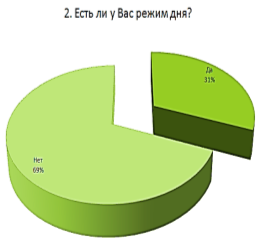 2. Есть ли у Вас режим дня?
Да
31%
Нет
69%